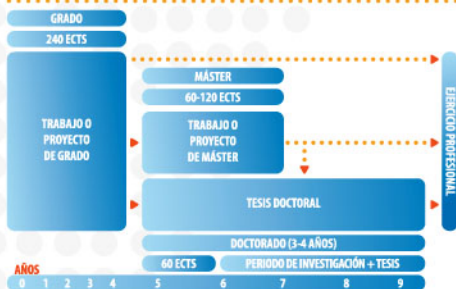 GRADO
240 ECTS
TRABAJO O
PROYECTO
DE GRADO
MÁSTER
60-120 ECTS
TRABAJO O
PROYECTO
DE MÁSTER
TESIS DOCTORAL
DOCTORADO (3-4 AÑOS)
60 ECTS
PERIODO DE INVESTIGACIÓN + TESIS
EJERCICIO PROFESIONAL
AÑOS
0 1 2 3 4 5 6 7 8 9